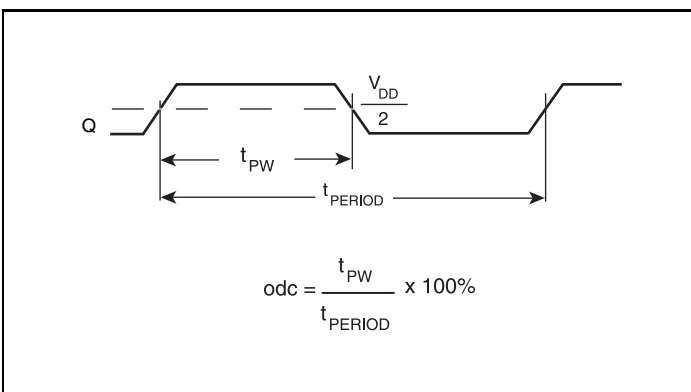 V_DD
2
Q
t_PW
t_PERIOD
odc = t_PW / t_PERIOD x 100%